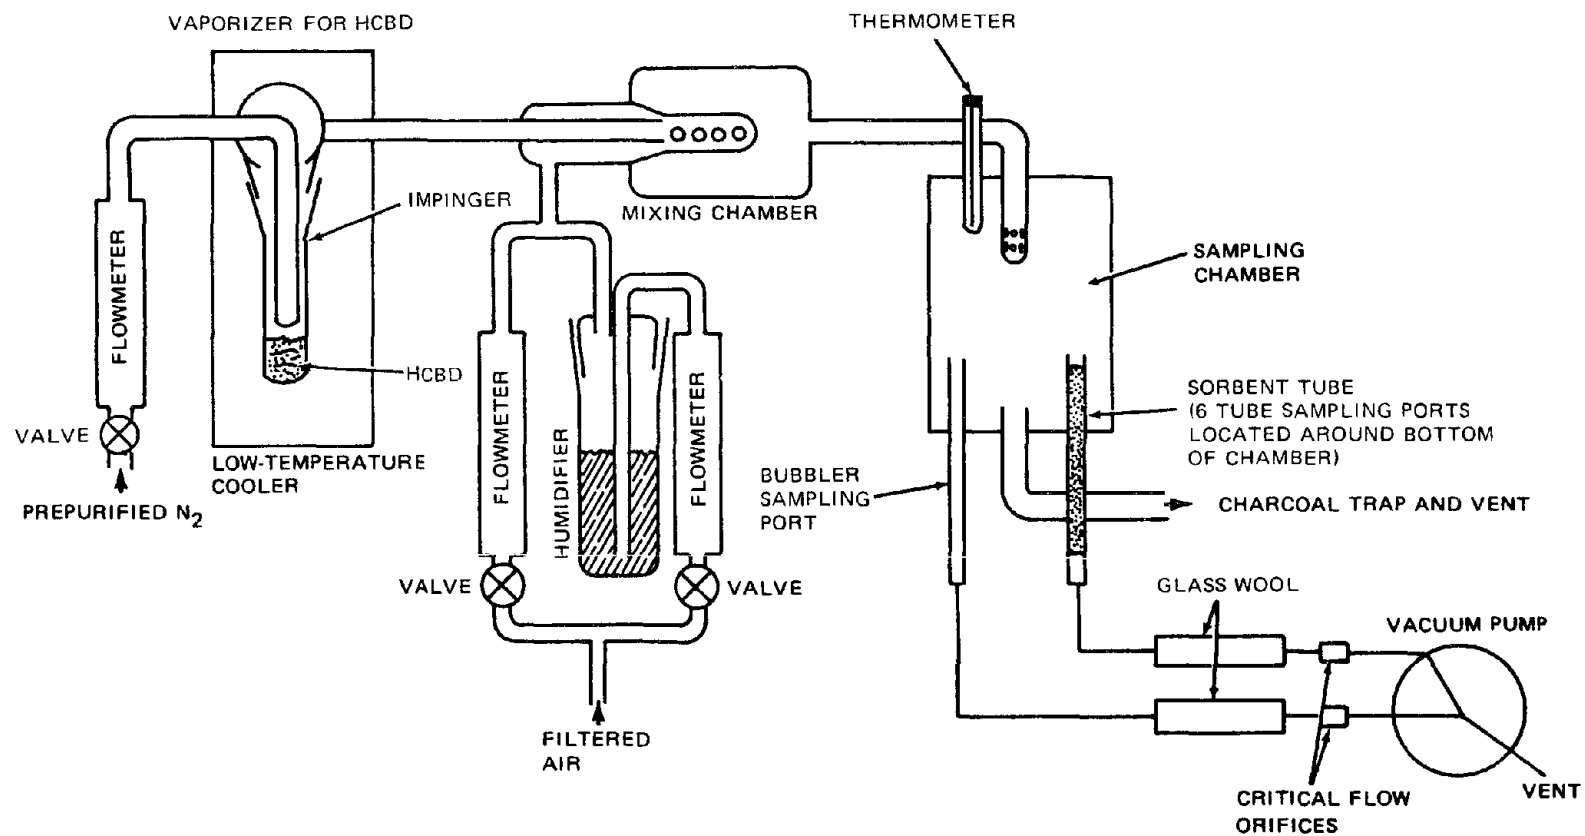 VAPORIZER FOR HCBD
THERMOMETER
IMPINGER
MIXING CHAMBER
FLOWMETER
SAMPLING
CHAMBER
HCBD
SORBENT TUBE
(6 TUBE SAMPLING PORTS
LOCATED AROUND BOTTOM
OF CHAMBER)
VALVE
LOW-TEMPERATURE
COOLER
FLOWMETER
HUMIDIFIER
FLOWMETER
BUBBLER
SAMPLING
PORT
PREPURIFIED N2
CHARCOAL TRAP AND VENT
VALVE
VALVE
GLASS WOOL
VACUUM PUMP
FILTERED
AIR
VENT
CRITICAL FLOW
ORIFICES